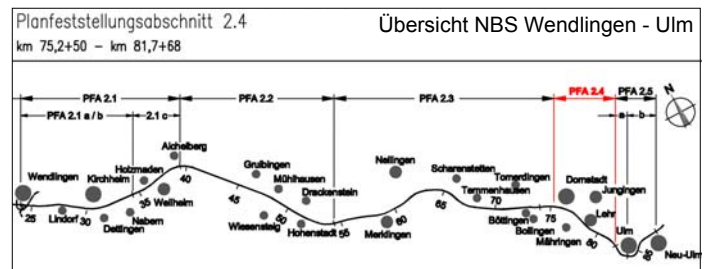 Planfeststellungsabschnitt 2.4
Übersicht NBS Wendlingen - Ulm
km 75,2+50 – km 81,7+68
PFA 2.1
PFA 2.2
PFA 2.3
PFA 2.4
PFA 2.5
N
PFA 2.1 a / b
2.1 c
a
b
Aichelberg
Holzmaden
Wendlingen
Kirchheim
35
Weilheim
40
Gruibingen
Mühlhausen
Drackenstein
Nellingen
Scharenstetten
Tomerdingen
Temmenhausen
Dornstadt
Jungingen
25
Lindorf
30
Dettingen
Nabern
45
Wiesensteig
50
Hohenstadt
55
Merklingen
60
65
70
Böttingen
Bollingen
75
Mähringen
Lehr
80
Ulm
85
Neu-Ulm